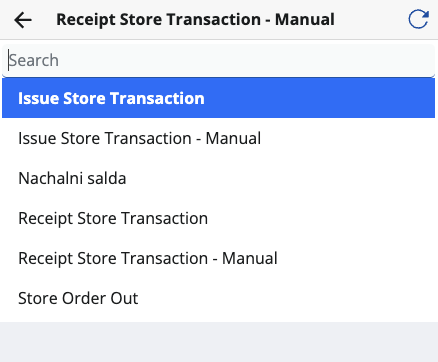 Receipt Store Transaction - Manual
Search
Issue Store Transaction
Issue Store Transaction - Manual
Nachalni salda
Receipt Store Transaction
Receipt Store Transaction - Manual
Store Order Out